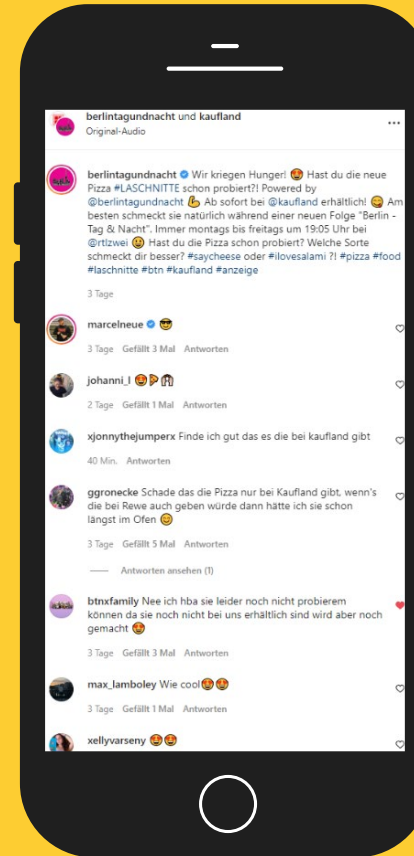 berlintagundnacht und kaufland
Original-Audio
berlintagundnacht Wir kriegen Hunger! 😍 Hast du die neue
Pizza #LASCHNITTE schon probiert?! Powered by
@berlintagundnacht 💪 Ab sofort bei @kaufland erhältlich! 😋 Am
besten schmeckt sie natürlich während einer neuen Folge "Berlin -
Tag & Nacht". Immer montags bis freitags um 19:05 Uhr bei
@rtlzwei 😉 Hast du die Pizza schon probiert? Welche Sorte
schmeckt dir besser? #saycheese oder #ilovesalami ?! #pizza #food
#laschnitte #btn #kaufland #anzeige
3 Tage
marcelneue 😎
3 Tage Gefällt 3 Mal Antworten
johanni_l 😍🍕🫶
2 Tage Gefällt 1 Mal Antworten
xjonnythejumperx Finde ich gut das es die bei kaufland gibt
40 Min. Antworten
ggronecke Schade das die Pizza nur bei Kaufland gibt, wenn's
die bei Rewe auch geben würde dann hätte ich sie schon
längst im Ofen 😋
3 Tage Gefällt 5 Mal Antworten
Antworten ansehen (1)
btnxfamily Nee ich hba sie leider noch nicht probierem
können da sie noch nicht bei uns erhältlich sind wird aber noch
gemacht 😍
3 Tage Gefällt 3 Mal Antworten
max_lamboley Wie cool😍😍
3 Tage Gefällt 1 Mal Antworten
xellyvarseny 😍😍